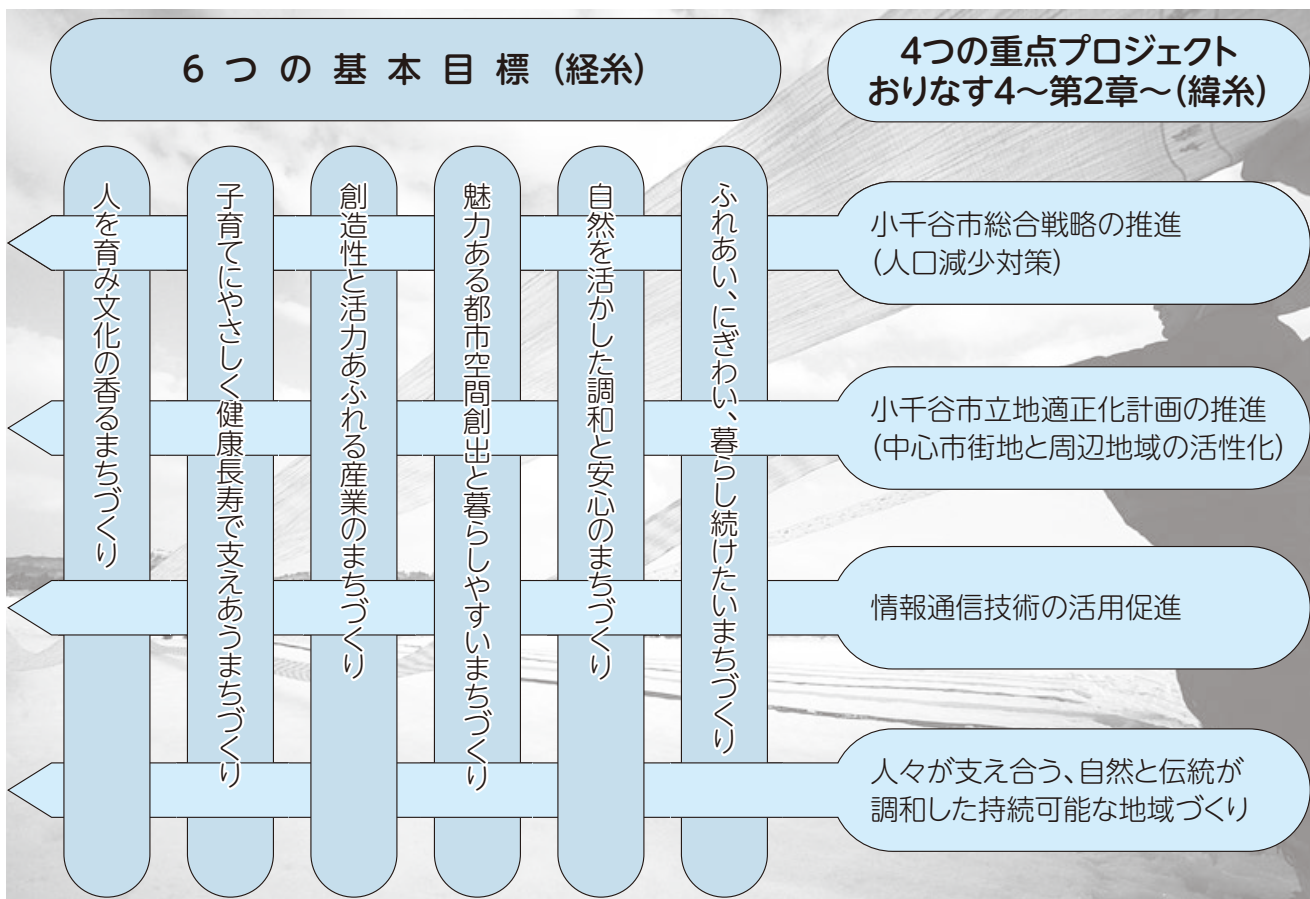 6つの基本目標(経糸)
4つの重点プロジェクト
おりなす4～第2章～(緯糸)
ふれあい、にぎわい、暮らし続けたいまちづくり
自然を活かした調和と安心のまちづくり
魅力ある都市空間創出と暮らしやすいまちづくり
創造性と活力あふれる産業のまちづくり
子育てにやさしく健康長寿で支えあうまちづくり
人を育み文化の香るまちづくり
小千谷市総合戦略の推進
(人口減少対策)
小千谷市立地適正化計画の推進
(中心市街地と周辺地域の活性化)
情報通信技術の活用促進
人々が支え合う、自然と伝統が
調和した持続可能な地域づくり